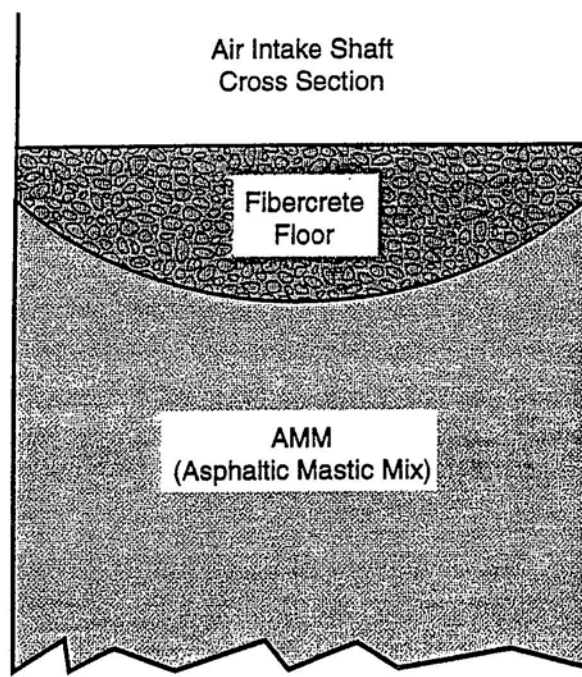 Air Intake Shaft
Cross Section
Fibercrete
Floor
AMM
(Asphaltic Mastic Mix)